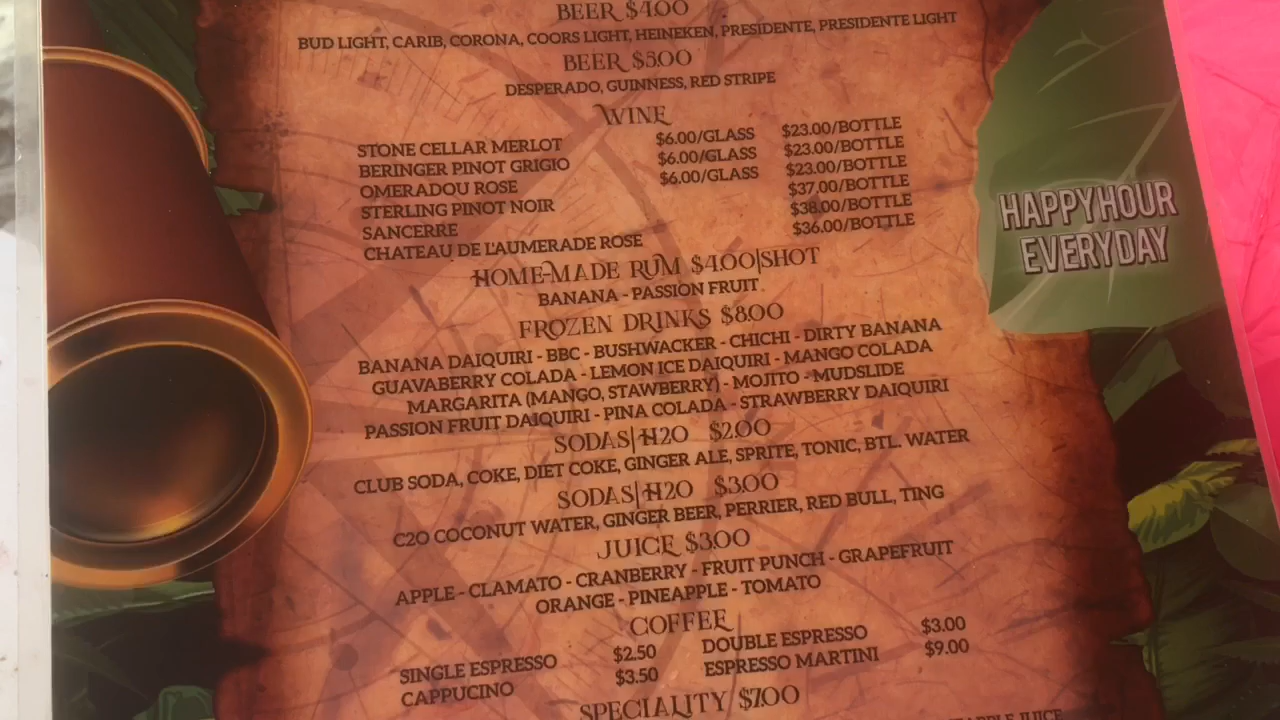 BEER $4.00
BUD LIGHT, CARIB, CORONA, COORS LIGHT, HEINEKEN, PRESIDENTE, PRESIDENTE LIGHT
BEER $5.00
DESPERADO, GUINNESS, RED STRIPE
WINE
STONE CELLAR MERLOT $6.00/GLASS $23.00/BOTTLE
BERINGER PINOT GRIGIO $6.00/GLASS $23.00/BOTTLE
OMERADOU ROSE $6.00/GLASS $23.00/BOTTLE
STERLING PINOT NOIR $37.00/BOTTLE
SANCERRE $38.00/BOTTLE
CHATEAU DE L'AUMERADE ROSE $36.00/BOTTLE
HOME-MADE RUM $4.00|SHOT
BANANA - PASSION FRUIT
FROZEN DRINKS $8.00
BANANA DAIQUIRI - BBC - BUSHWACKER - CHICHI - DIRTY BANANA
GUAVABERRY COLADA - LEMON ICE DAIQUIRI - MANGO COLADA
MARGARITA (MANGO, STAWBERRY) - MOJITO - MUDSLIDE
PASSION FRUIT DAIQUIRI - PINA COLADA - STRAWBERRY DAIQUIRI
SODAS|H2O $2.00
CLUB SODA, COKE, DIET COKE, GINGER ALE, SPRITE, TONIC, BTL. WATER
SODAS|H2O $3.00
C2O COCONUT WATER, GINGER BEER, PERRIER, RED BULL, TING
JUICE $3.00
APPLE - CLAMATO - CRANBERRY - FRUIT PUNCH - GRAPEFRUIT
ORANGE - PINEAPPLE - TOMATO
COFFEE
SINGLE ESPRESSO $2.50 DOUBLE ESPRESSO $3.00
CAPPUCINO $3.50 ESPRESSO MARTINI $9.00
SPECIALITY $7.00
JUICE
HAPPY HOUR
EVERYDAY